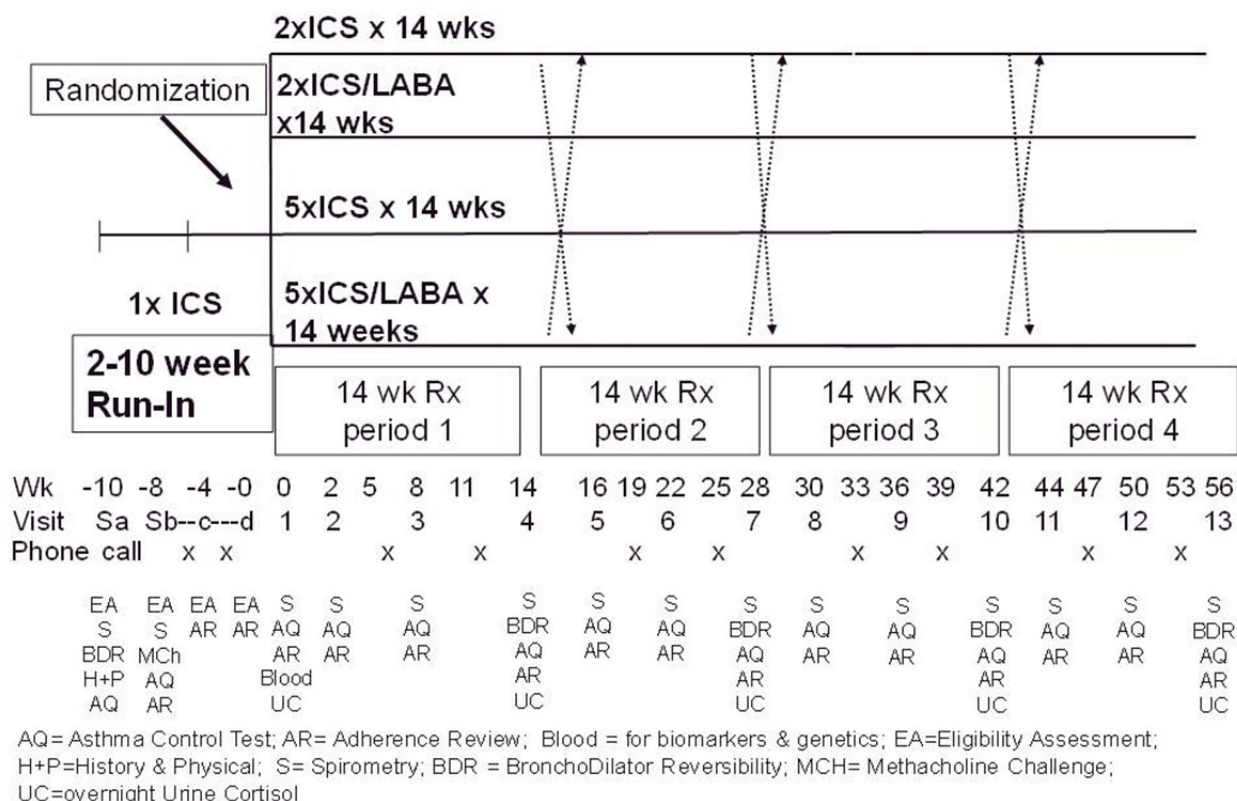 2xICS x 14 wks
Randomization
2xICS/LABA
x14 wks
5xICS x 14 wks
1x ICS
5xICS/LABA x
14 weeks
2-10 week
Run-In
14 wk Rx
period 1
14 wk Rx
period 2
14 wk Rx
period 3
14 wk Rx
period 4
Wk -10 -8 -4 -0 0 2 5 8 11 14 16 19 22 25 28 30 33 36 39 42 44 47 50 53 56
Visit Sa Sb--c---d 1 2 3 4 5 6 7 8 9 10 11 12 13
Phone call x x x x x x x x x x
EA EA EA EA S S S S S S S S S S S S S
S S AR AR AQ AQ AQ BDR AQ AQ BDR AQ AQ BDR AQ AQ BDR
BDR MCh AR AR AR AQ AR AR AQ AR AR AQ AR AR AQ
H+P AQ Blood AR AR AR AR
AQ AR UC UC UC UC UC
AQ= Asthma Control Test; AR= Adherence Review; Blood = for biomarkers & genetics; EA=Eligibility Assessment;
H+P=History & Physical; S= Spirometry; BDR = BronchoDilator Reversibility; MCH= Methacholine Challenge;
UC=overnight Urine Cortisol